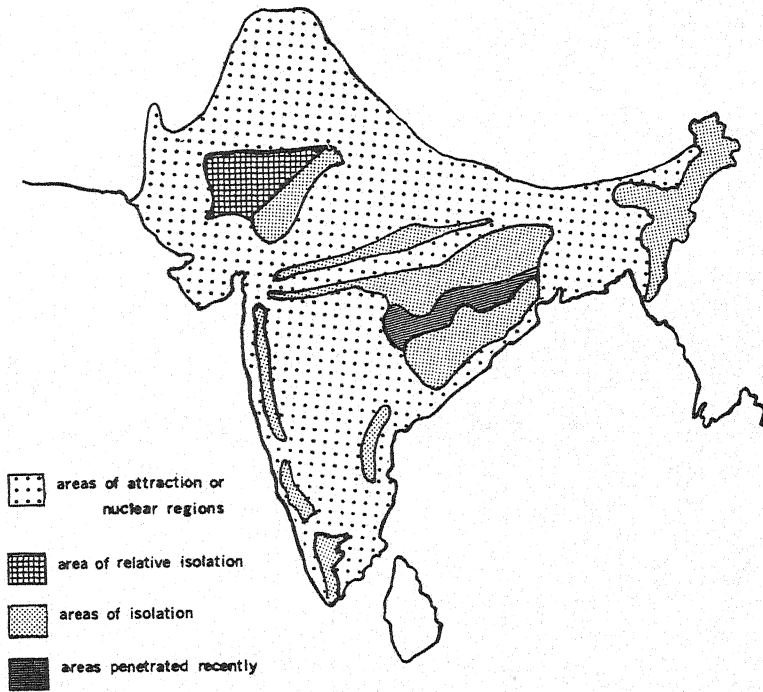 areas of attraction or
nuclear regions
area of relative isolation
areas of isolation
areas penetrated recently